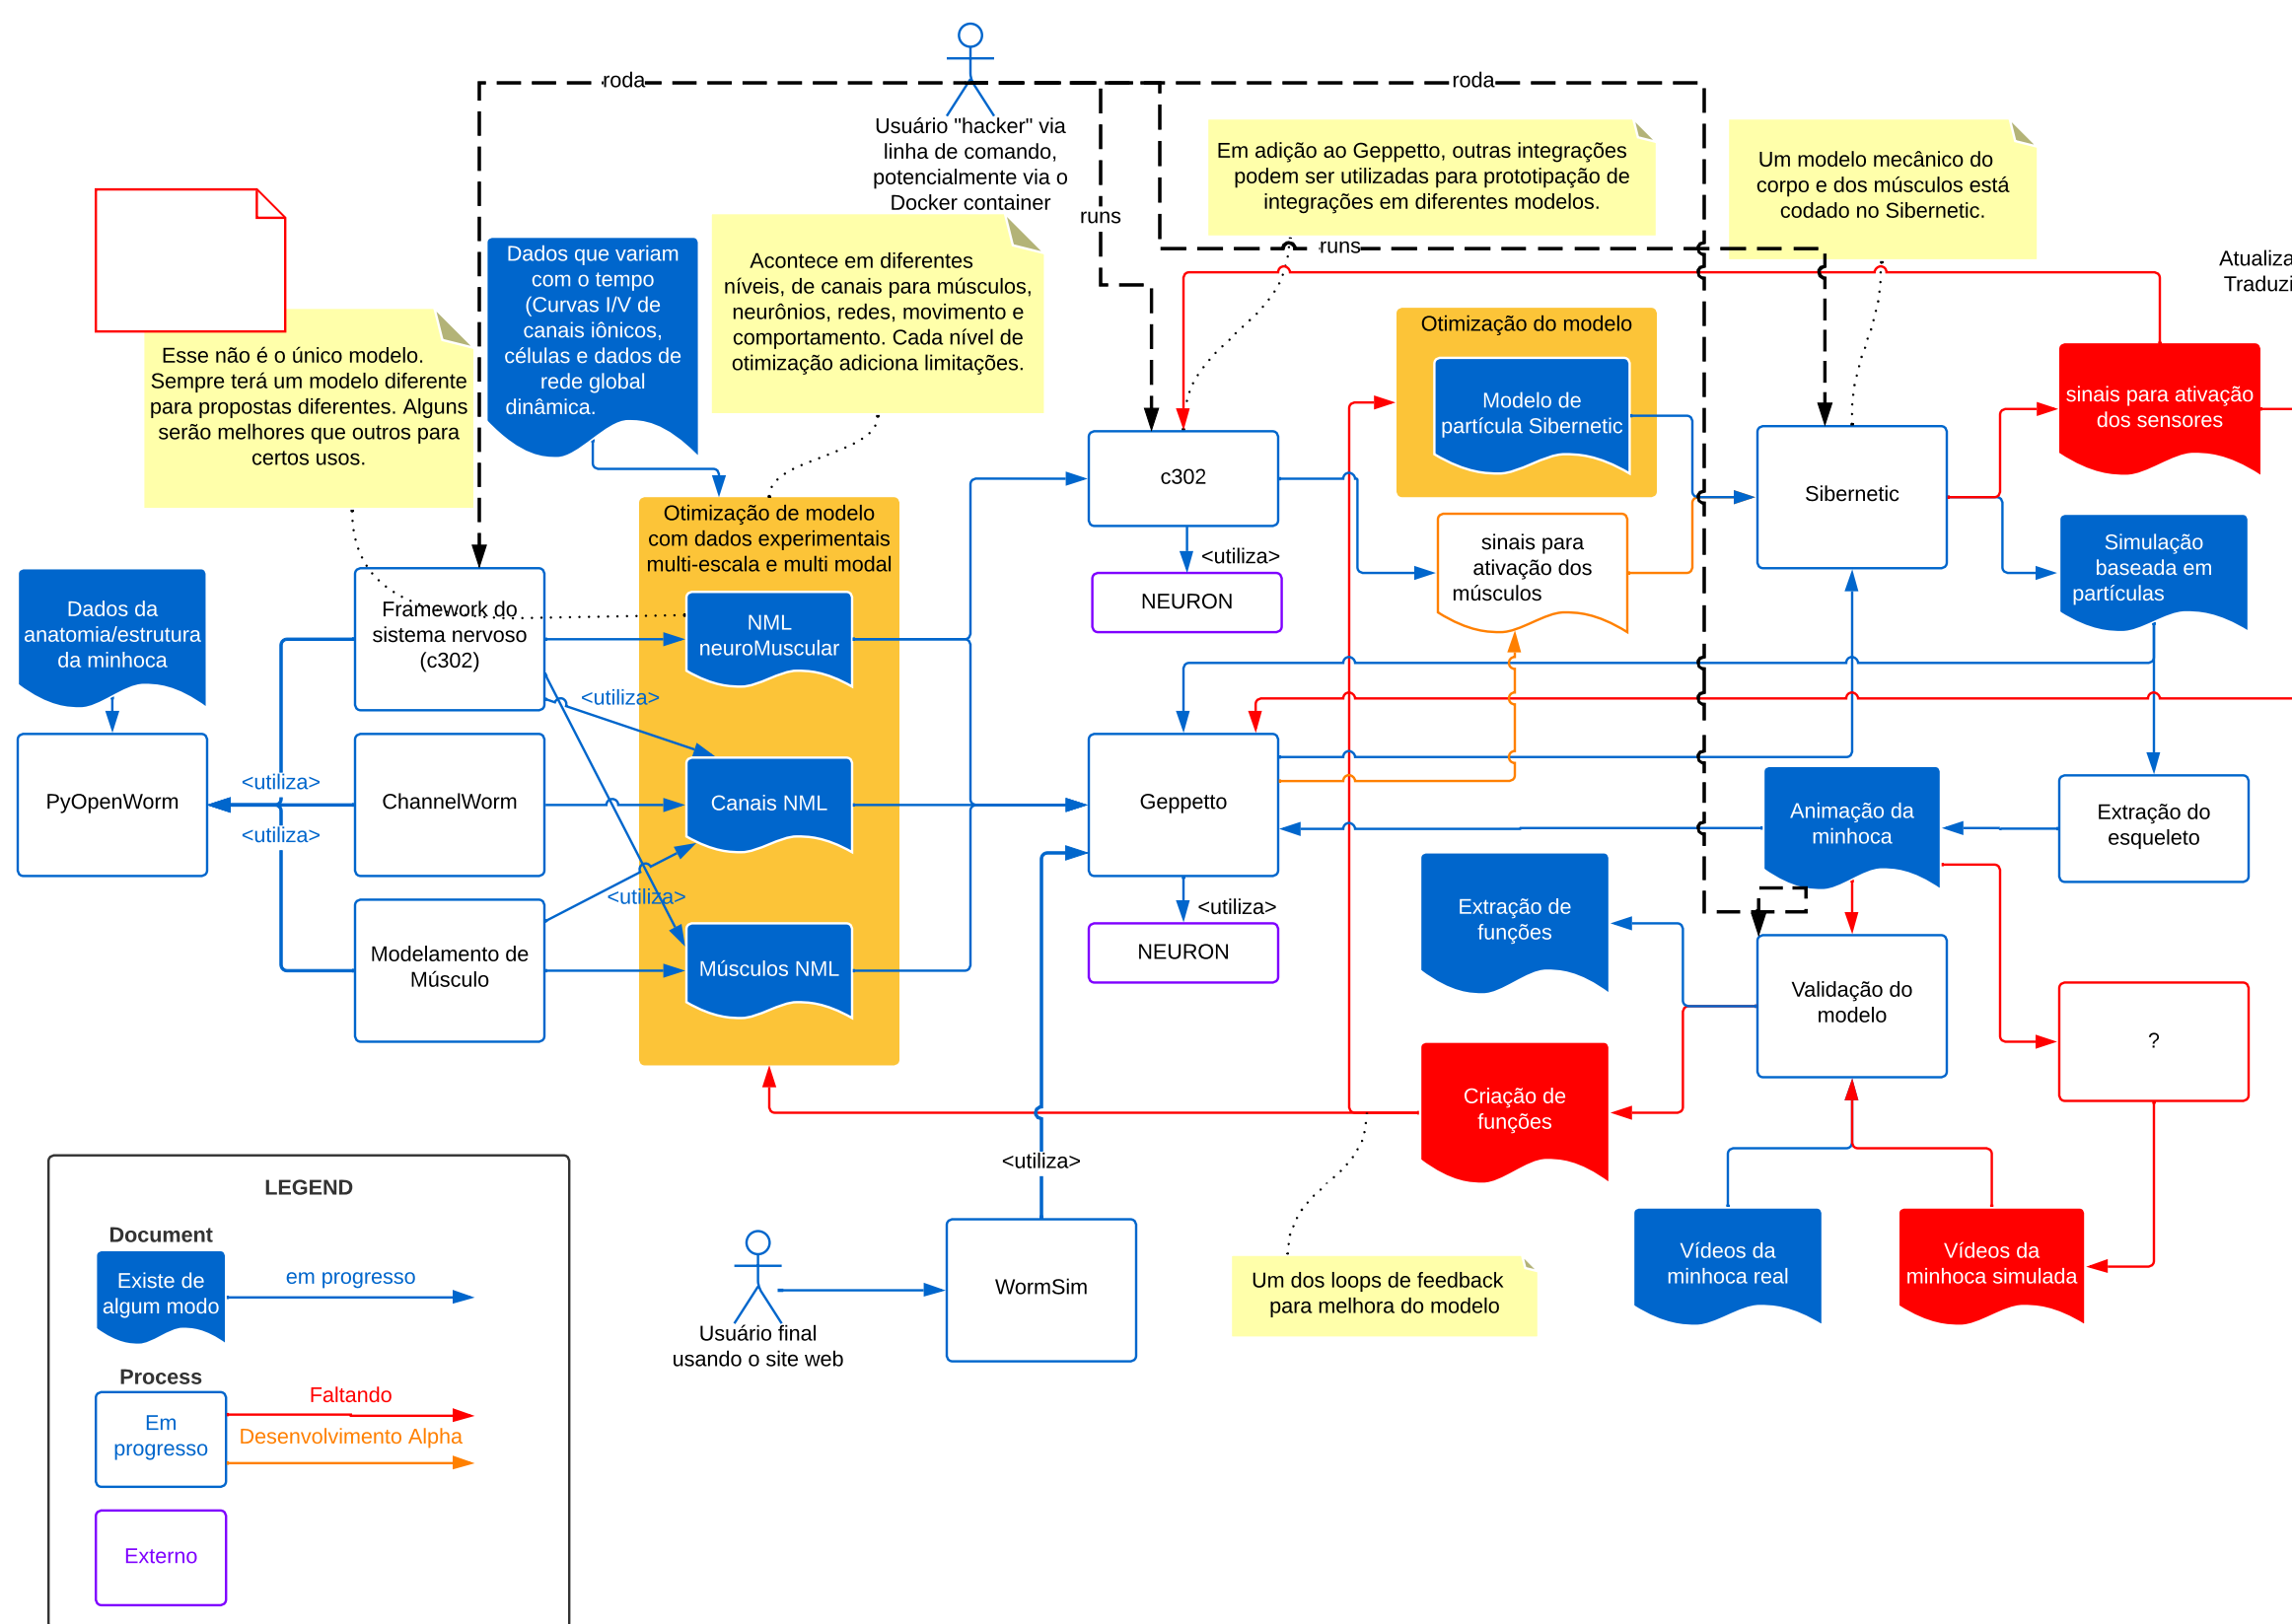 roda
roda
Usuário "hacker" via
linha de comando,
potencialmente via o
Docker container
runs
runs
Em adição ao Geppetto, outras integrações
podem ser utilizadas para prototipação de
integrações em diferentes modelos.
Um modelo mecânico do
corpo e dos músculos está
codado no Sibernetic.
Dados que variam
com o tempo
(Curvas I/V de
canais iônicos,
células e dados de
rede global
dinâmica.
Acontece em diferentes
níveis, de canais para músculos,
neurônios, redes, movimento e
comportamento. Cada nível de
otimização adiciona limitações.
Esse não é o único modelo.
Sempre terá um modelo diferente
para propostas diferentes. Alguns
serão melhores que outros para
certos usos.
Otimização do modelo
Modelo de
partícula Sibernetic
sinais para ativação
dos sensores
c302
Sibernetic
Otimização de modelo
com dados experimentais
multi-escala e multi modal
sinais para
ativação dos
músculos
Simulação
baseada em
partículas
<utiliza>
NEURON
Dados da
anatomia/estrutura
da minhoca
Framework do
sistema nervoso
(c302)
NML
neuroMuscular
<utiliza>
PyOpenWorm
<utiliza>
<utiliza>
ChannelWorm
Canais NML
Geppetto
Animação da
minhoca
Extração do
esqueleto
<utiliza>
<utiliza>
NEURON
Extração de
funções
Modelamento de
Músculo
Músculos NML
Validação do
modelo
?
Criação de
funções
<utiliza>
WormSim
Usuário final
usando o site web
Um dos loops de feedback
para melhora do modelo
Vídeos da
minhoca real
Vídeos da
minhoca simulada
LEGEND
Document
Existe de
algum modo
em progresso
Process
Em
progresso
Faltando
Desenvolvimento Alpha
Externo